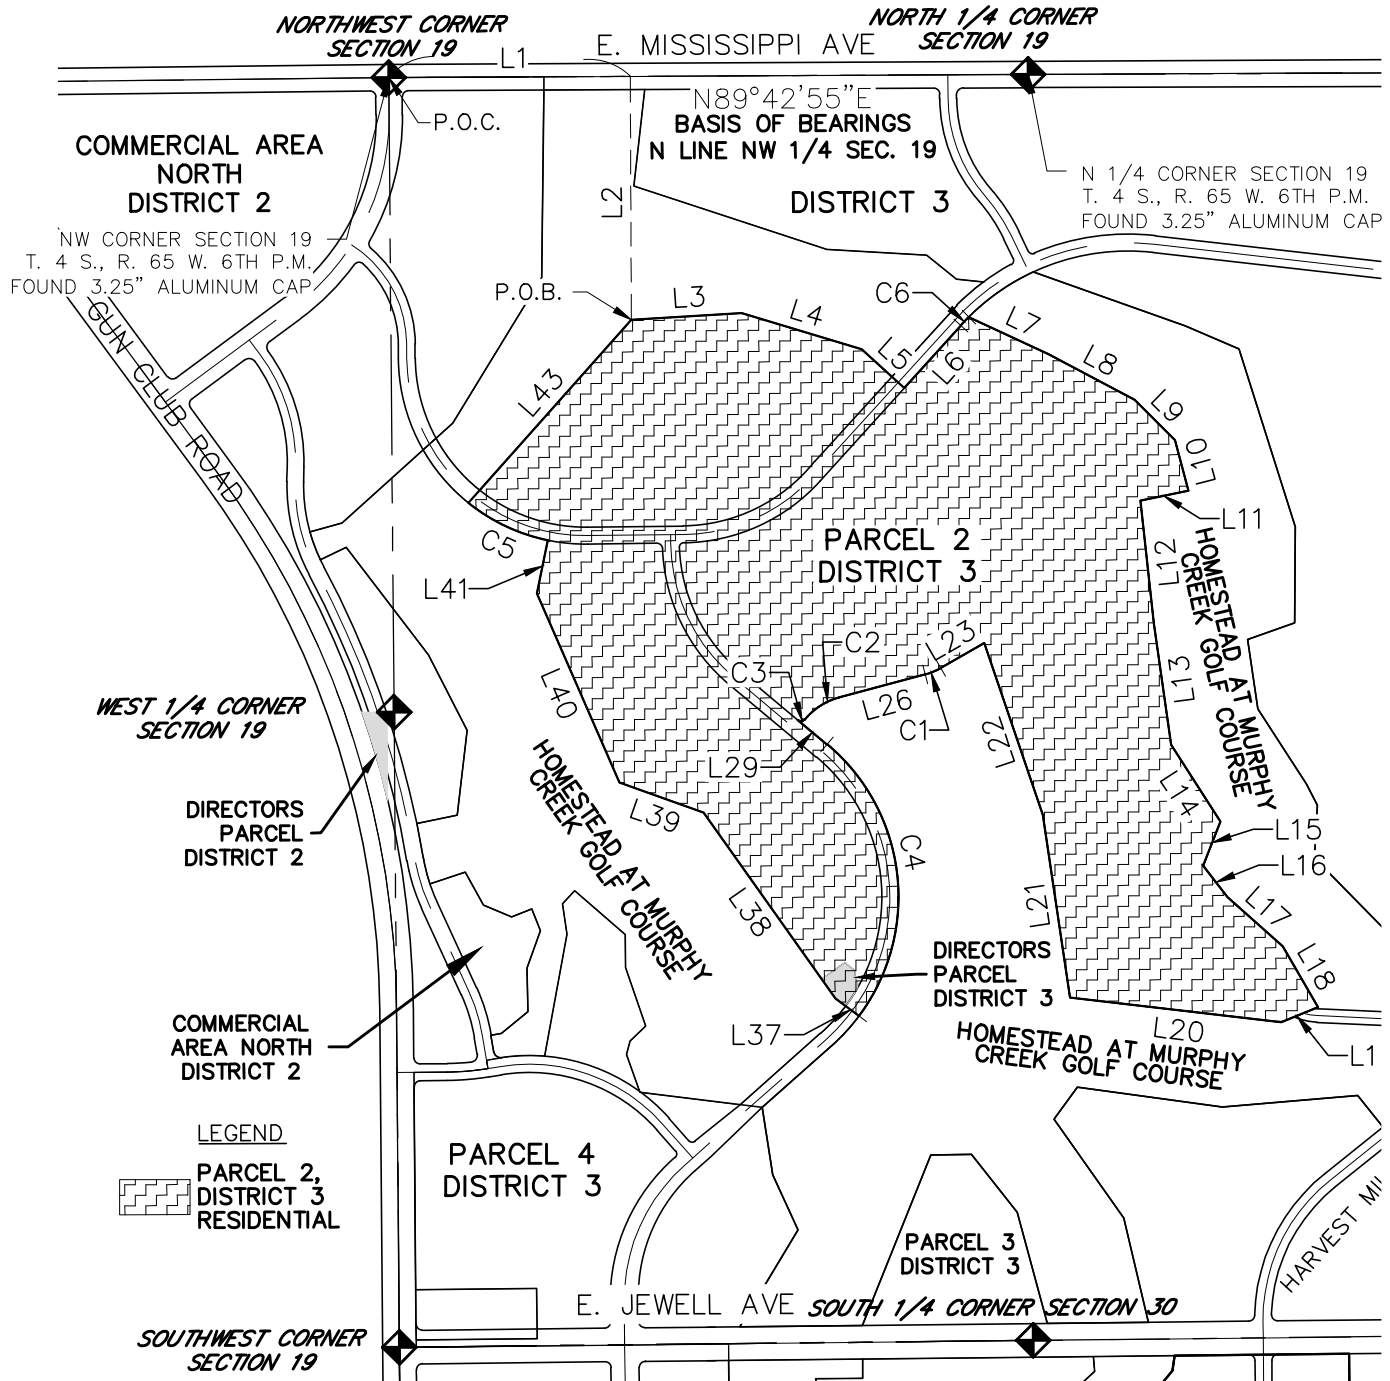 NORTHWEST CORNER
SECTION 19
NORTH 1/4 CORNER
SECTION 19
L1
E. MISSISSIPPI AVE
N89°42'55"E
BASIS OF BEARINGS
N LINE NW 1/4 SEC. 19
P.O.C.
COMMERCIAL AREA
NORTH
DISTRICT 2
DISTRICT 3
L2
N 1/4 CORNER SECTION 19
T. 4 S., R. 65 W. 6TH P.M.
FOUND 3.25" ALUMINUM CAP
NW CORNER SECTION 19
T. 4 S., R. 65 W. 6TH P.M.
FOUND 3.25" ALUMINUM CAP
GUN CLUB ROAD
P.O.B.
L3
L4
C6
L5
L6
L7
L8
L9
L10
L11
L43
C5
L41
PARCEL 2
DISTRICT 3
L12
HOMESTEAD AT MURPHY
CREEK GOLF COURSE
L13
C2
L23
C3
L26
C1
L22
L40
L29
WEST 1/4 CORNER
SECTION 19
HOMESTEAD AT MURPHY
CREEK GOLF COURSE
L14
L15
L16
L17
L18
DIRECTORS
PARCEL
DISTRICT 2
L39
C4
L38
L21
DIRECTORS
PARCEL
DISTRICT 3
L37
L20
L1
HOMESTEAD AT MURPHY
CREEK GOLF COURSE
COMMERCIAL
AREA NORTH
DISTRICT 2
LEGEND
PARCEL 2,
DISTRICT 3
RESIDENTIAL
PARCEL 4
DISTRICT 3
PARCEL 3
DISTRICT 3
HARVEST MI
E. JEWELL AVE
SOUTH 1/4 CORNER SECTION 30
SOUTHWEST CORNER
SECTION 19